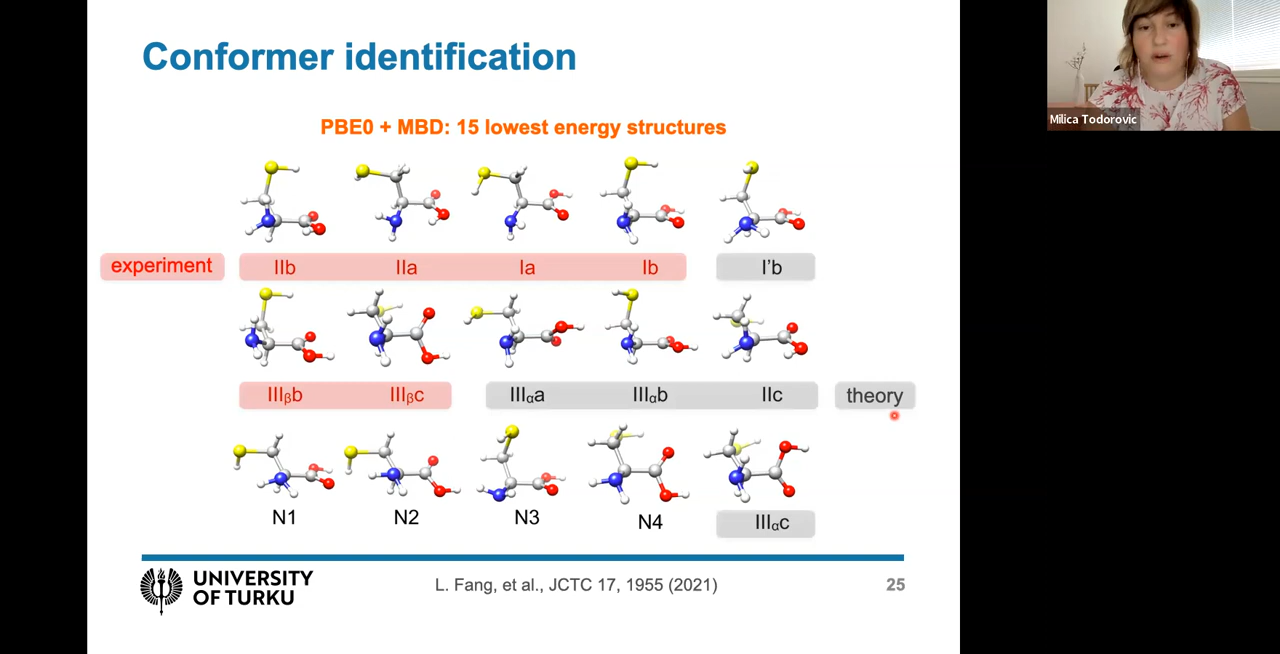 Conformer identification
Milica Todorovic
PBE0 + MBD: 15 lowest energy structures
experiment IIb IIa Ia Ib I'b
IIIβb IIIβc IIIαa IIIαb IIc theory
N1 N2 N3 N4 IIIαc
UNIVERSITY
OF TURKU
L. Fang, et al., JCTC 17, 1955 (2021)
25